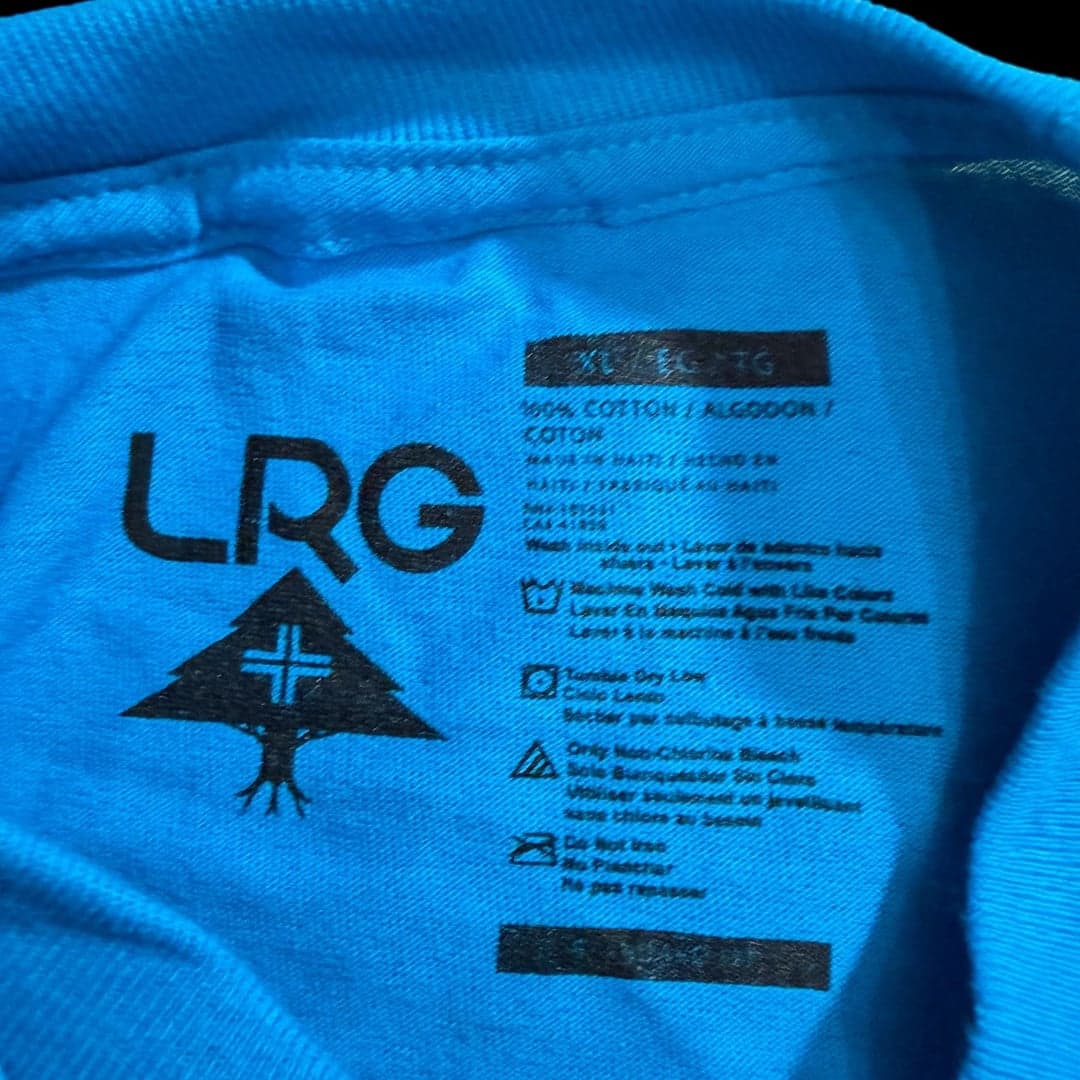 LRG
XL / EG / TG
100% COTTON / ALGODON /
COTON
MADE IN HAITI / HECHO EN
HAITI / FABRIQUÉ AU HAITI
Wash inside out • Lavar de adentro hacia
afuera • Laver à l'envers
Machine Wash Cold with Like Colors
Lavar En Maquina Agua Fria Por Colores
Laver à la machine à l'eau froide
Tumble Dry Low
Ciclo Lento
Sécher par culbutage à basse température
Only Non-Chlorine Bleach
Solo Blanqueador Sin Cloro
Utiliser seulement un javellisant
sans chlore au besoin
Do Not Iron
No Planchar
Ne pas repasser